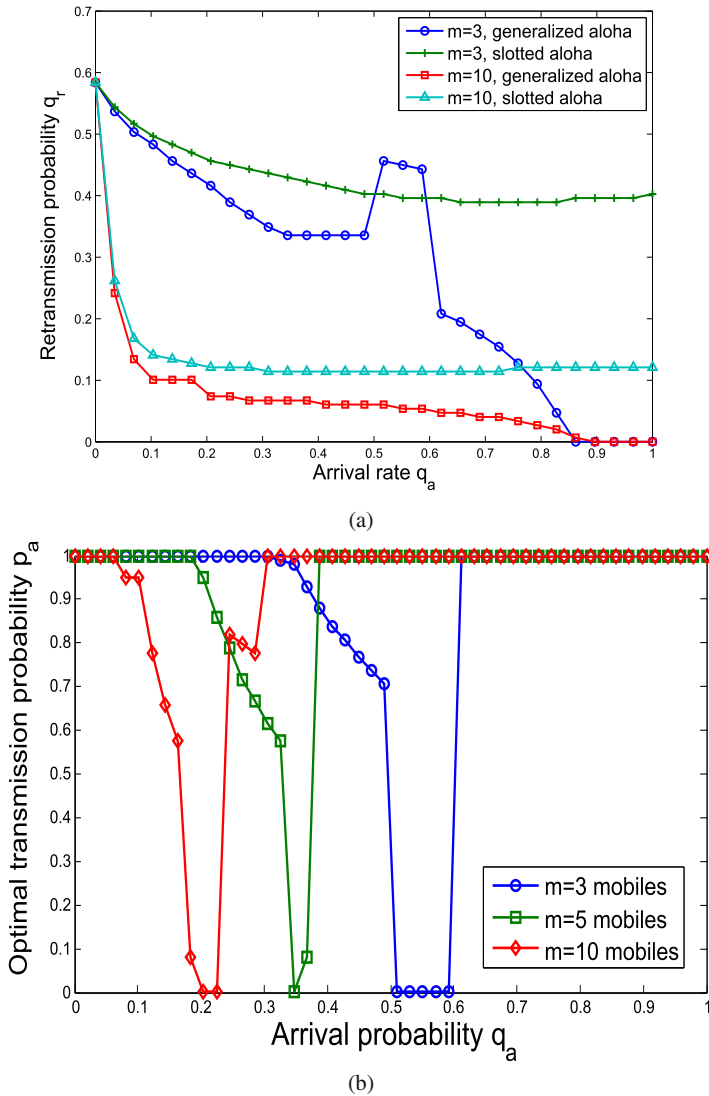 m=3, generalized aloha
m=3, slotted aloha
m=10, generalized aloha
m=10, slotted aloha
Retransmission probability q_r
0.7
0.6
0.5
0.4
0.3
0.2
0.1
0
0 0.1 0.2 0.3 0.4 0.5 0.6 0.7 0.8 0.9 1
Arrival rate q_a
(a)
Optimal transmission probability p_a
1
0.9
0.8
0.7
0.6
0.5
0.4
0.3
0.2
0.1
0
m=3 mobiles
m=5 mobiles
m=10 mobiles
0 0.1 0.2 0.3 0.4 0.5 0.6 0.7 0.8 0.9 1
Arrival probability q_a
(b)